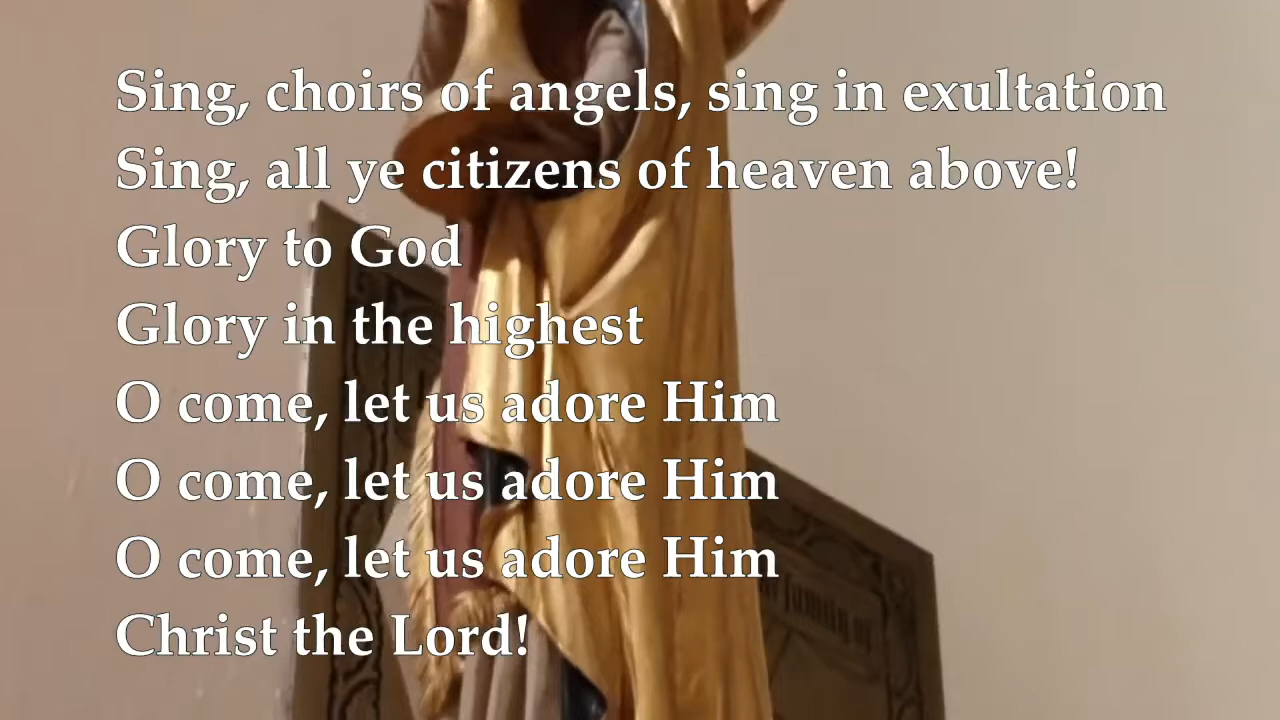 Sing, choirs of angels, sing in exultation
Sing, all ye citizens of heaven above!
Glory to God
Glory in the highest
O come, let us adore Him
O come, let us adore Him
O come, let us adore Him
Christ the Lord!